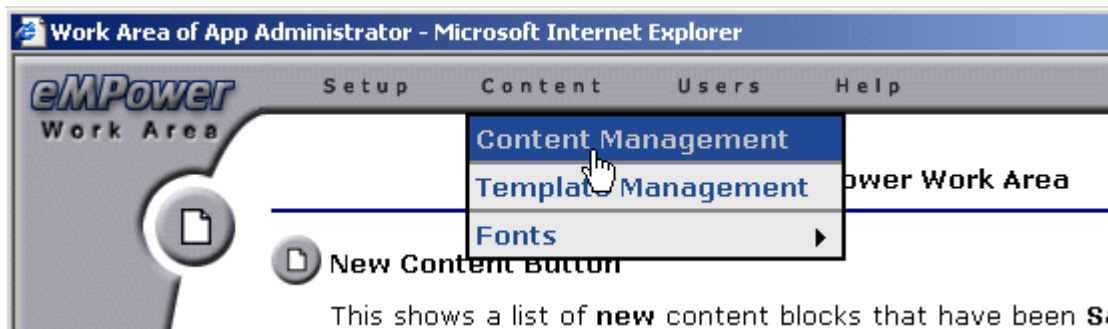 Work Area of App Administrator - Microsoft Internet Explorer
eMPower Setup Content Users Help
Work Area
Content Management
Template Management
ower Work Area
Fonts
New Content Button
This shows a list of new content blocks that have been